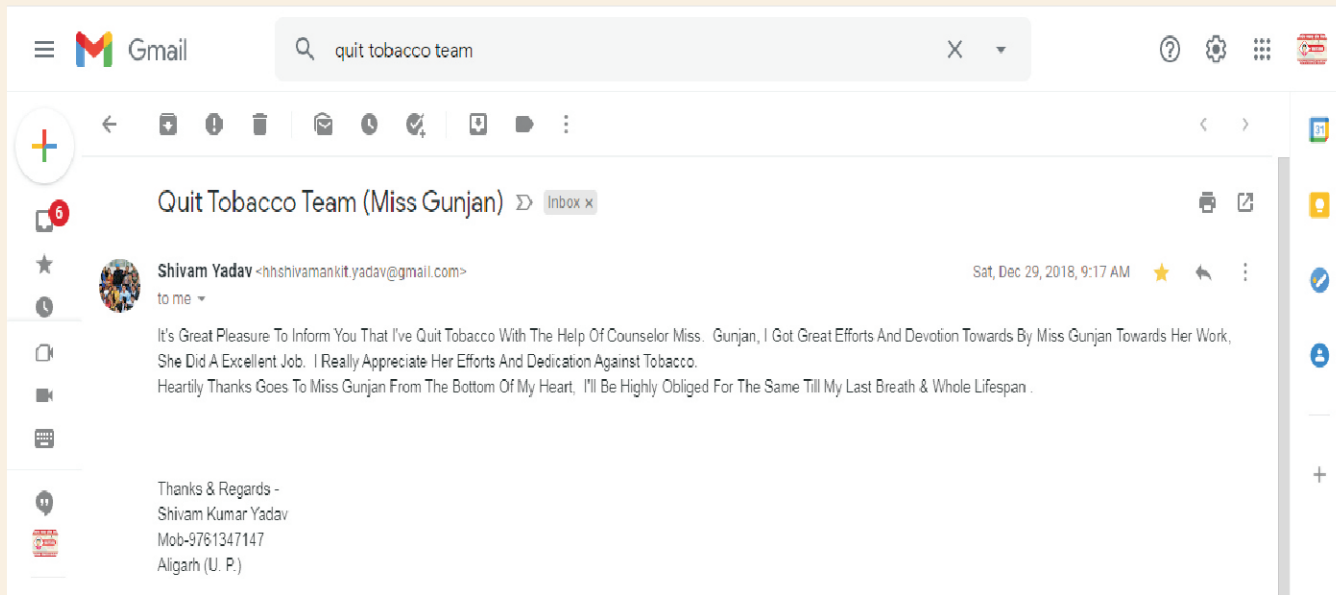 Gmail
quit tobacco team
31
6
Quit Tobacco Team (Miss Gunjan)
Inbox x
Shivam Yadav <hhshivamankit.yadav@gmail.com>
Sat, Dec 29, 2018, 9:17 AM
to me
It's Great Pleasure To Inform You That I've Quit Tobacco With The Help Of Counselor Miss. Gunjan, I Got Great Efforts And Devotion Towards By Miss Gunjan Towards Her Work,
She Did A Excellent Job. I Really Appreciate Her Efforts And Dedication Against Tobacco.
Heartily Thanks Goes To Miss Gunjan From The Bottom Of My Heart, I'll Be Highly Obliged For The Same Till My Last Breath & Whole Lifespan .
Thanks & Regards -
Shivam Kumar Yadav
Mob-9761347147
Aligarh (U. P.)